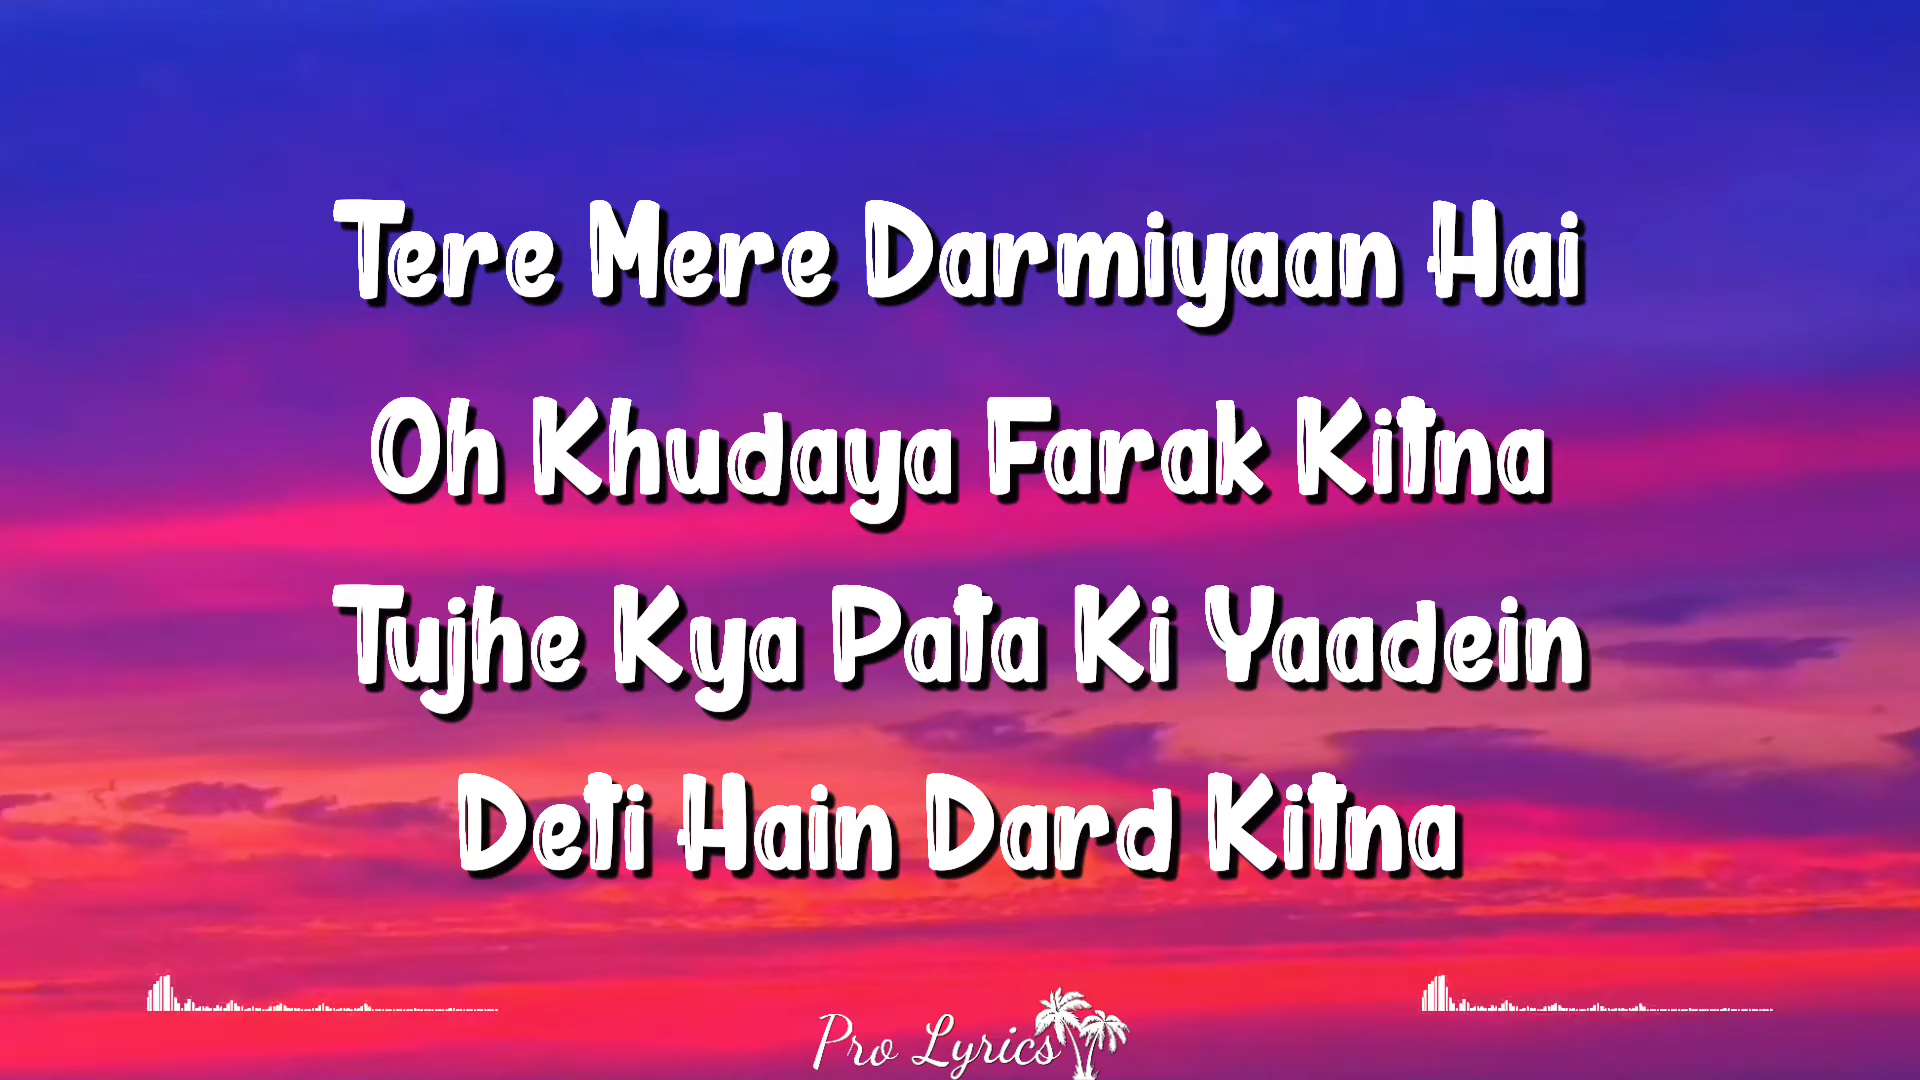 Tere Mere Darmiyaan Hai
Oh Khudaya Farak Kitna
Tujhe Kya Pata Ki Yaadein
Deti Hain Dard Kitna
Pro Lyrics